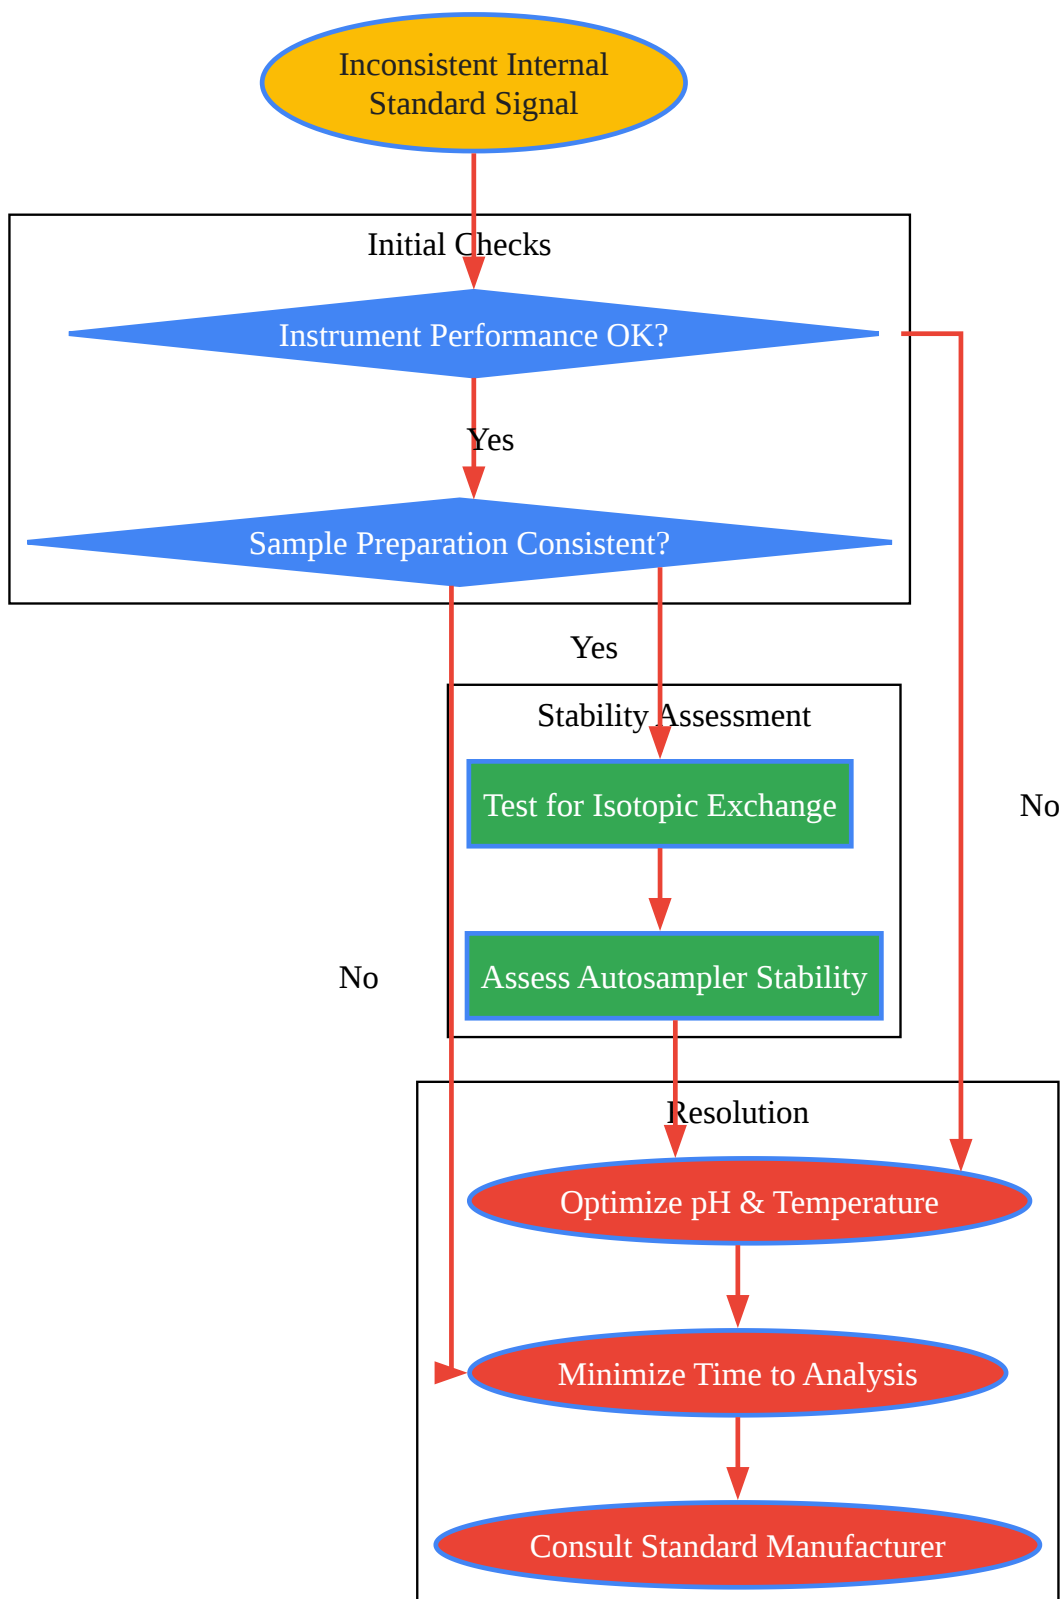 Inconsistent Internal
Standard Signal
Initial Checks
Instrument Performance OK?
Yes
Sample Preparation Consistent?
Yes
Stability Assessment
Test for Isotopic Exchange
No
Assess Autosampler Stability
No
Resolution
Optimize pH & Temperature
Minimize Time to Analysis
Consult Standard Manufacturer